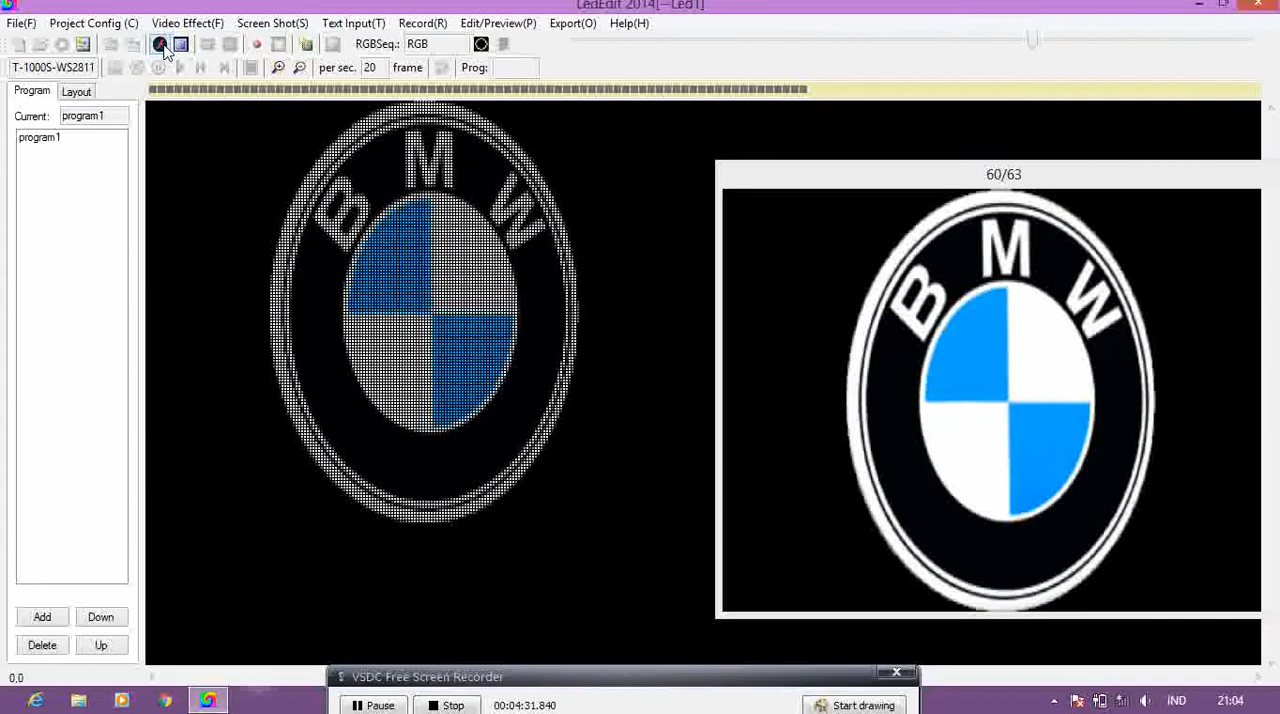 LedEdit 2014[--Led1]
File(F) Project Config (C) Video Effect(F) Screen Shot(S) Text Input(T) Record(R) Edit/Preview(P) Export(O) Help(H)
RGBSeq.: RGB
T-1000S-WS2811 per sec. 20 frame Prog:
Program Layout
Current: program1
program1
60/63
B M W
B M W
Add Down
Delete Up
0,0
VSDC Free Screen Recorder
Pause Stop 00:04:31.840 Start drawing
IND 21:04